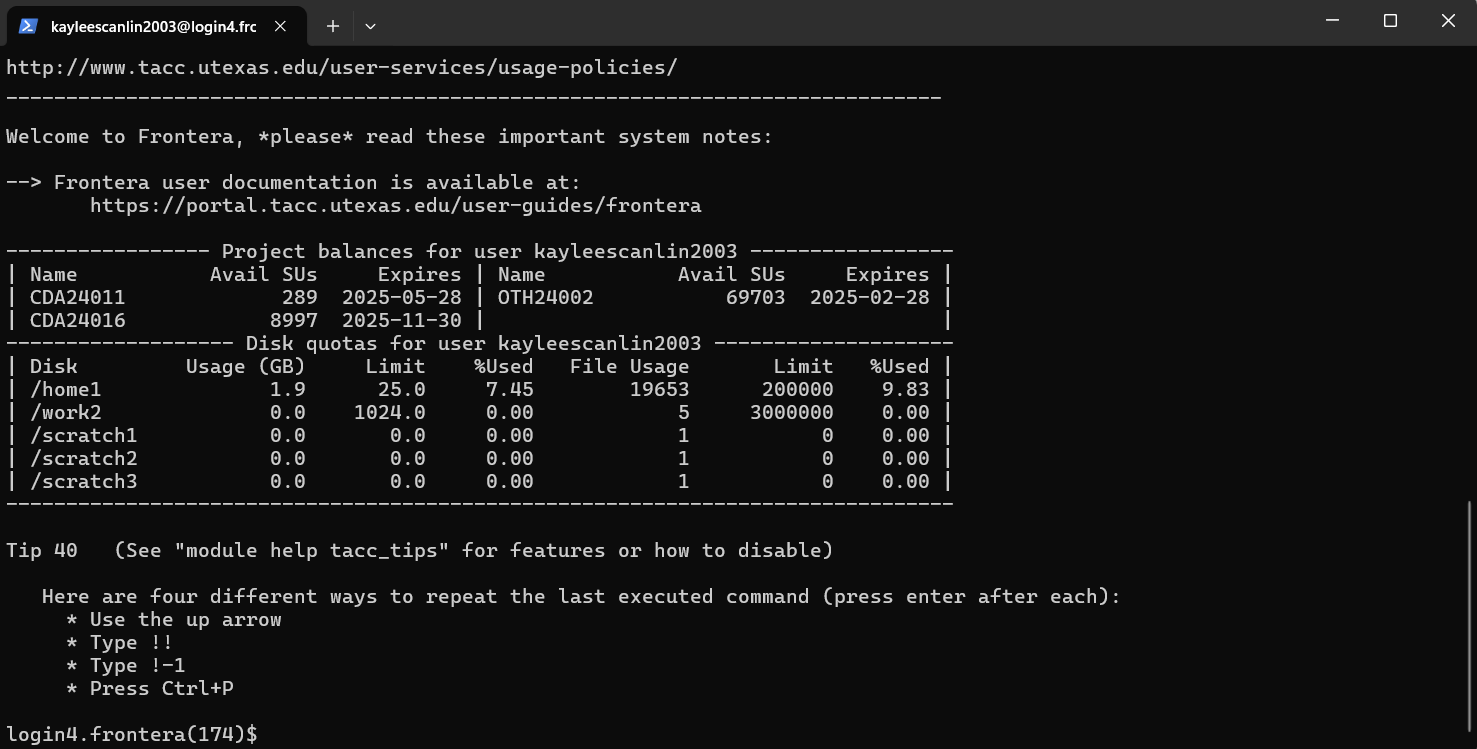 kayleescanlin2003@login4.frc
http://www.tacc.utexas.edu/user-services/usage-policies/
------------------------------------------------------------------------------
Welcome to Frontera, *please* read these important system notes:
--> Frontera user documentation is available at:
       https://portal.tacc.utexas.edu/user-guides/frontera
----------------- Project balances for user kayleescanlin2003 -----------------
| Name           Avail SUs     Expires | Name           Avail SUs     Expires |
| CDA24011             289  2025-05-28 | OTH24002           69703  2025-02-28 |
| CDA24016            8997  2025-11-30 |                                      |
------------------- Disk quotas for user kayleescanlin2003 --------------------
| Disk         Usage (GB)     Limit    %Used   File Usage       Limit   %Used |
| /home1              1.9      25.0     7.45        19653      200000    9.83 |
| /work2              0.0    1024.0     0.00            5     3000000    0.00 |
| /scratch1           0.0       0.0     0.00            1           0    0.00 |
| /scratch2           0.0       0.0     0.00            1           0    0.00 |
| /scratch3           0.0       0.0     0.00            1           0    0.00 |
-------------------------------------------------------------------------------
Tip 40   (See "module help tacc_tips" for features or how to disable)
   Here are four different ways to repeat the last executed command (press enter after each):
     * Use the up arrow
     * Type !!
     * Type !-1
     * Press Ctrl+P
login4.frontera(174)$